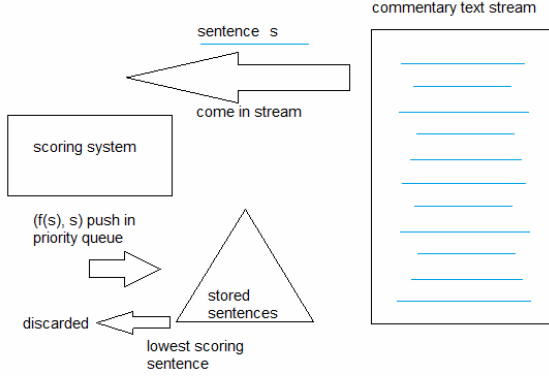 commentary text stream
sentence s
come in stream
scoring system
(f(s), s) push in
priority queue
stored
sentences
discarded
lowest scoring
sentence